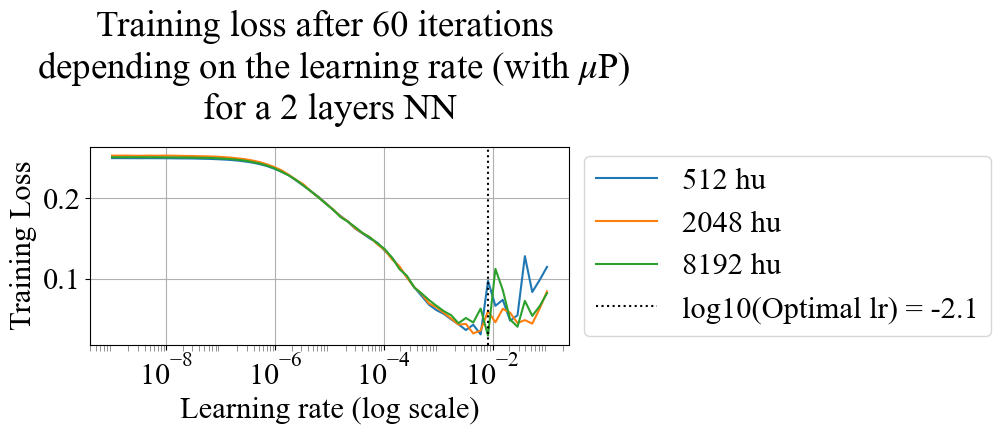 Training loss after 60 iterations
depending on the learning rate (with μP)
for a 2 layers NN
Training Loss
0.2
0.1
10⁻⁸
10⁻⁶
10⁻⁴
10⁻²
Learning rate (log scale)
512 hu
2048 hu
8192 hu
log10(Optimal lr) = -2.1